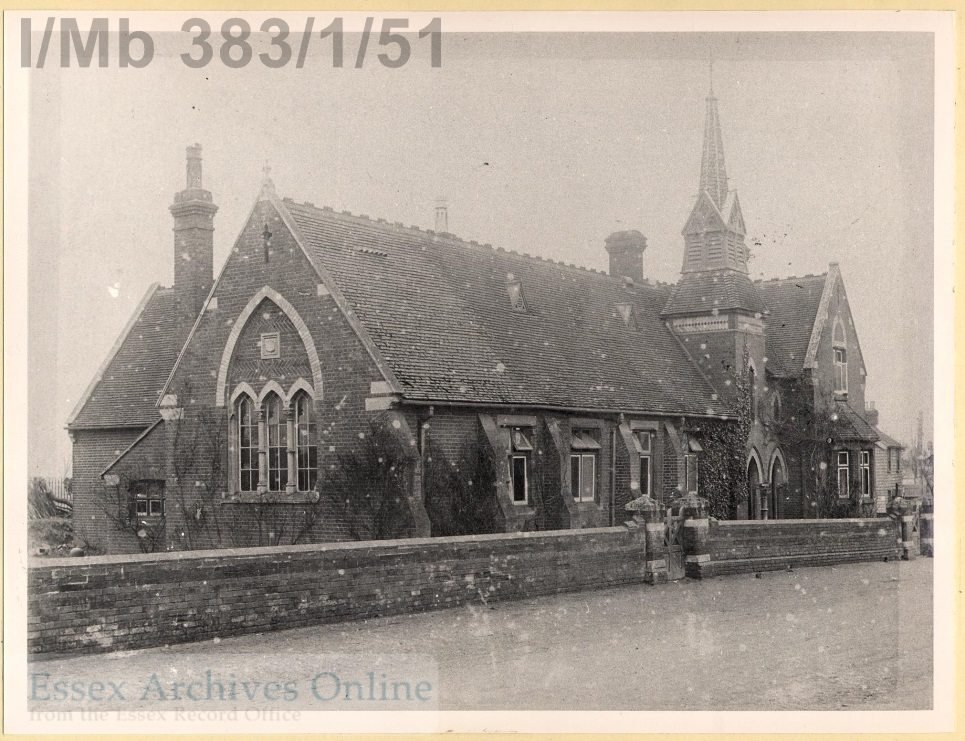 I/Mb 383/1/51
Essex Archives Online
from the Essex Record Office